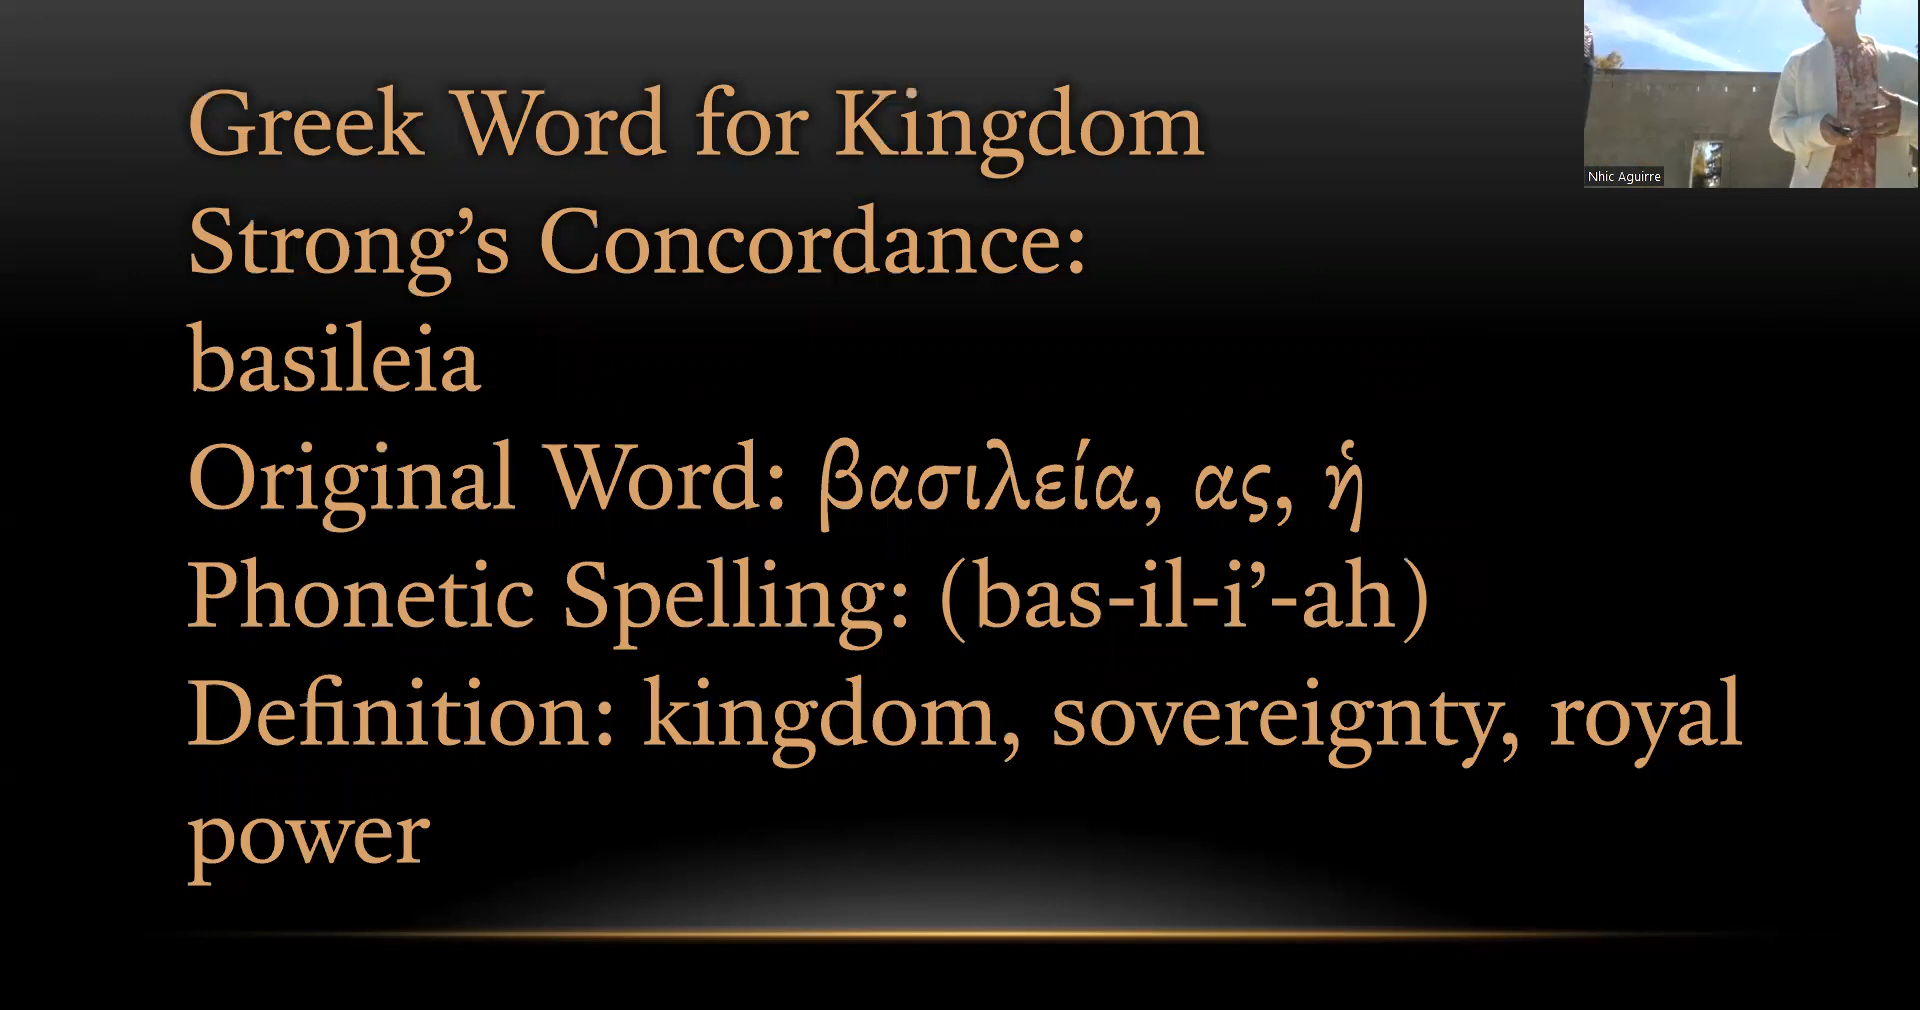 Greek Word for Kingdom
Nhic Aguirre
Strong’s Concordance:
basileia
Original Word: βασιλεία, ας, ἡ
Phonetic Spelling: (bas-il-i’-ah)
Definition: kingdom, sovereignty, royal
power